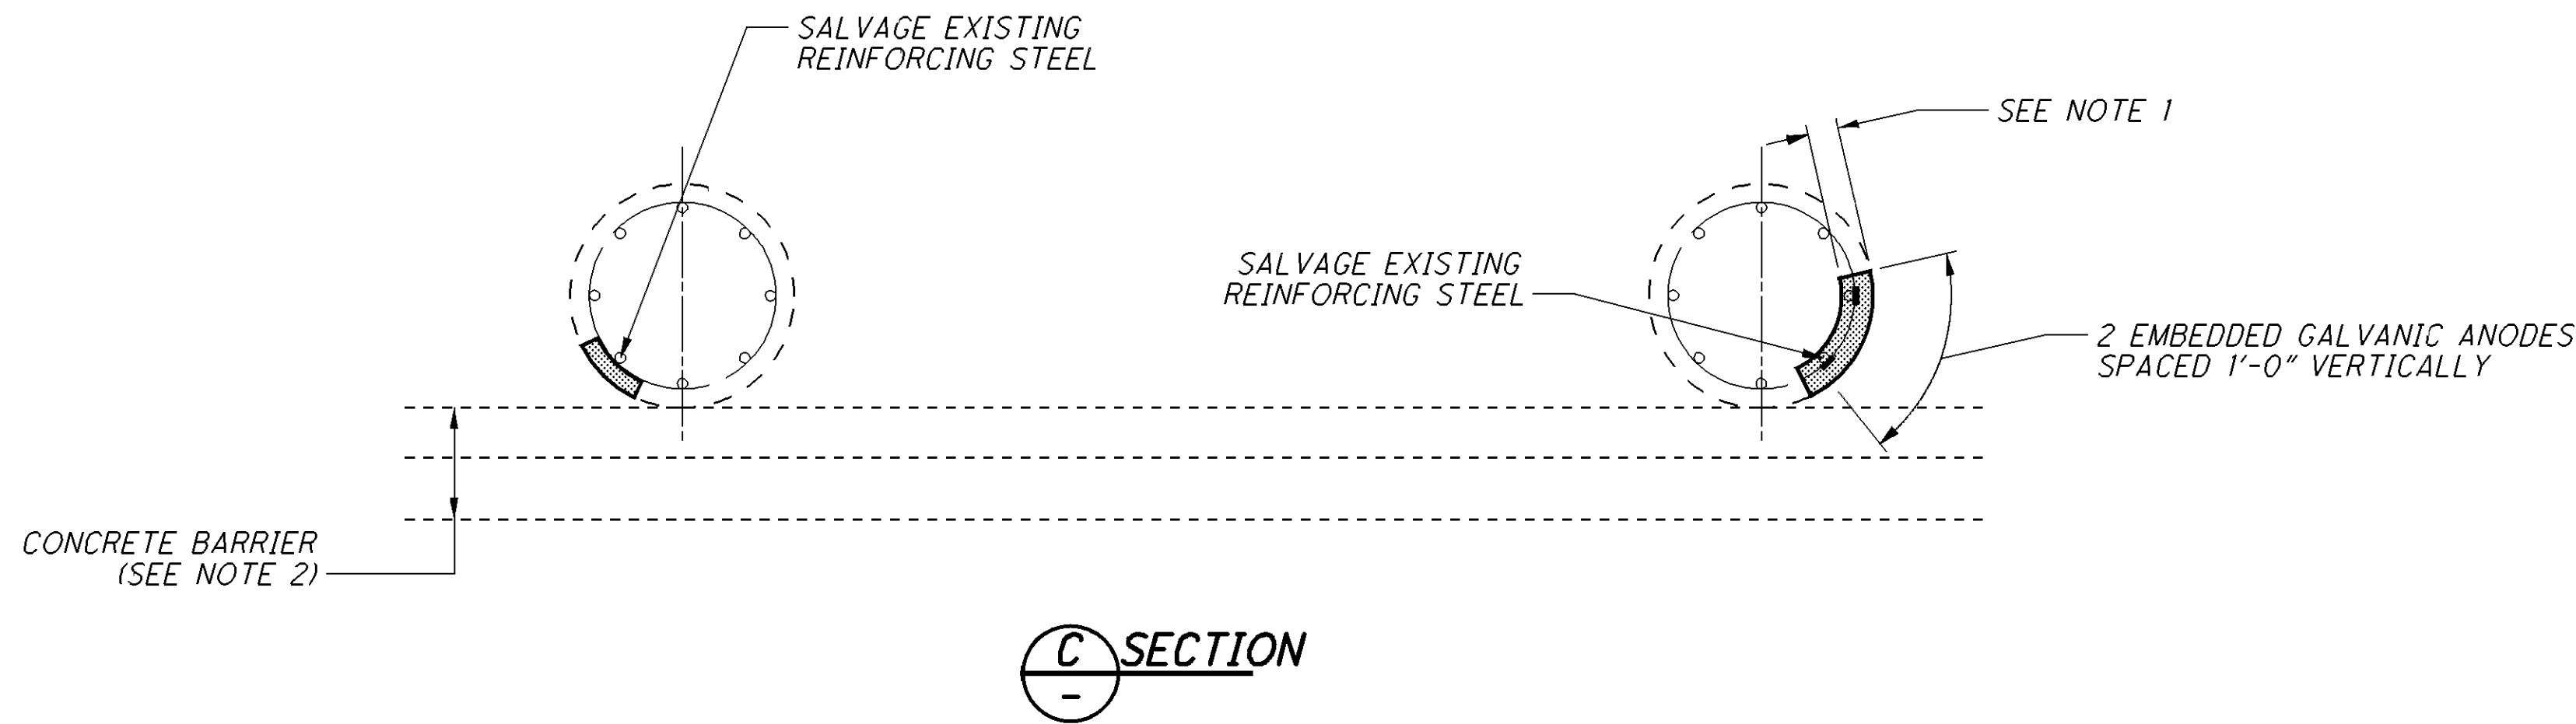 SALVAGE EXISTING
REINFORCING STEEL
SEE NOTE 1
SALVAGE EXISTING
REINFORCING STEEL
2 EMBEDDED GALVANIC ANODES
SPACED 1'-0" VERTICALLY
CONCRETE BARRIER
(SEE NOTE 2)
C SECTION
-